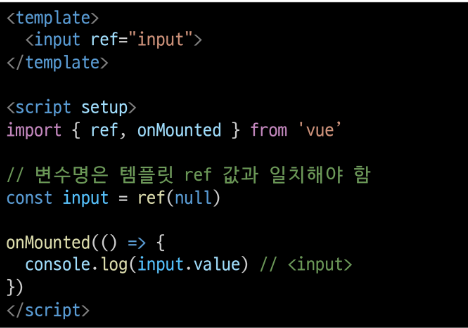 <template>
  <input ref="input">
</template>

<script setup>
import { ref, onMounted } from 'vue’

// 변수명은 템플릿 ref 값과 일치해야 함
const input = ref(null)

onMounted(() => {
  console.log(input.value) // <input>
})
</script>